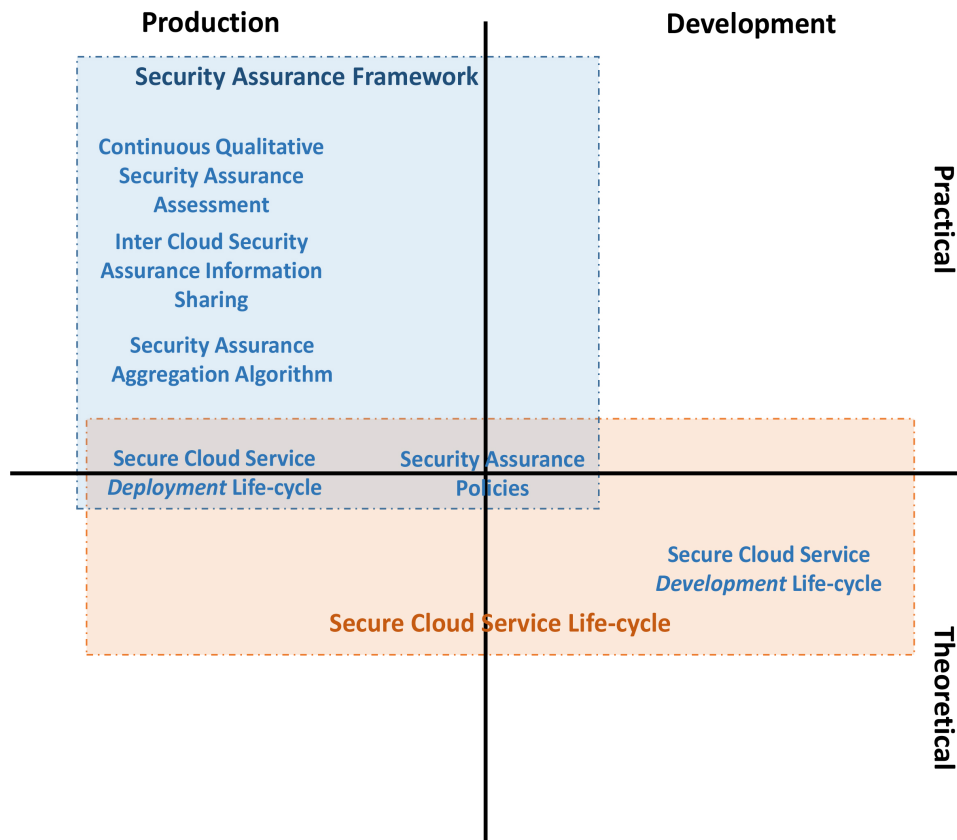 Production
Development
Security Assurance Framework
Continuous Qualitative
Security Assurance
Assessment
Inter Cloud Security
Assurance Information
Sharing
Security Assurance
Aggregation Algorithm
Practical
Secure Cloud Service
Deployment Life-cycle
Security Assurance
Policies
Secure Cloud Service
Development Life-cycle
Secure Cloud Service Life-cycle
Theoretical